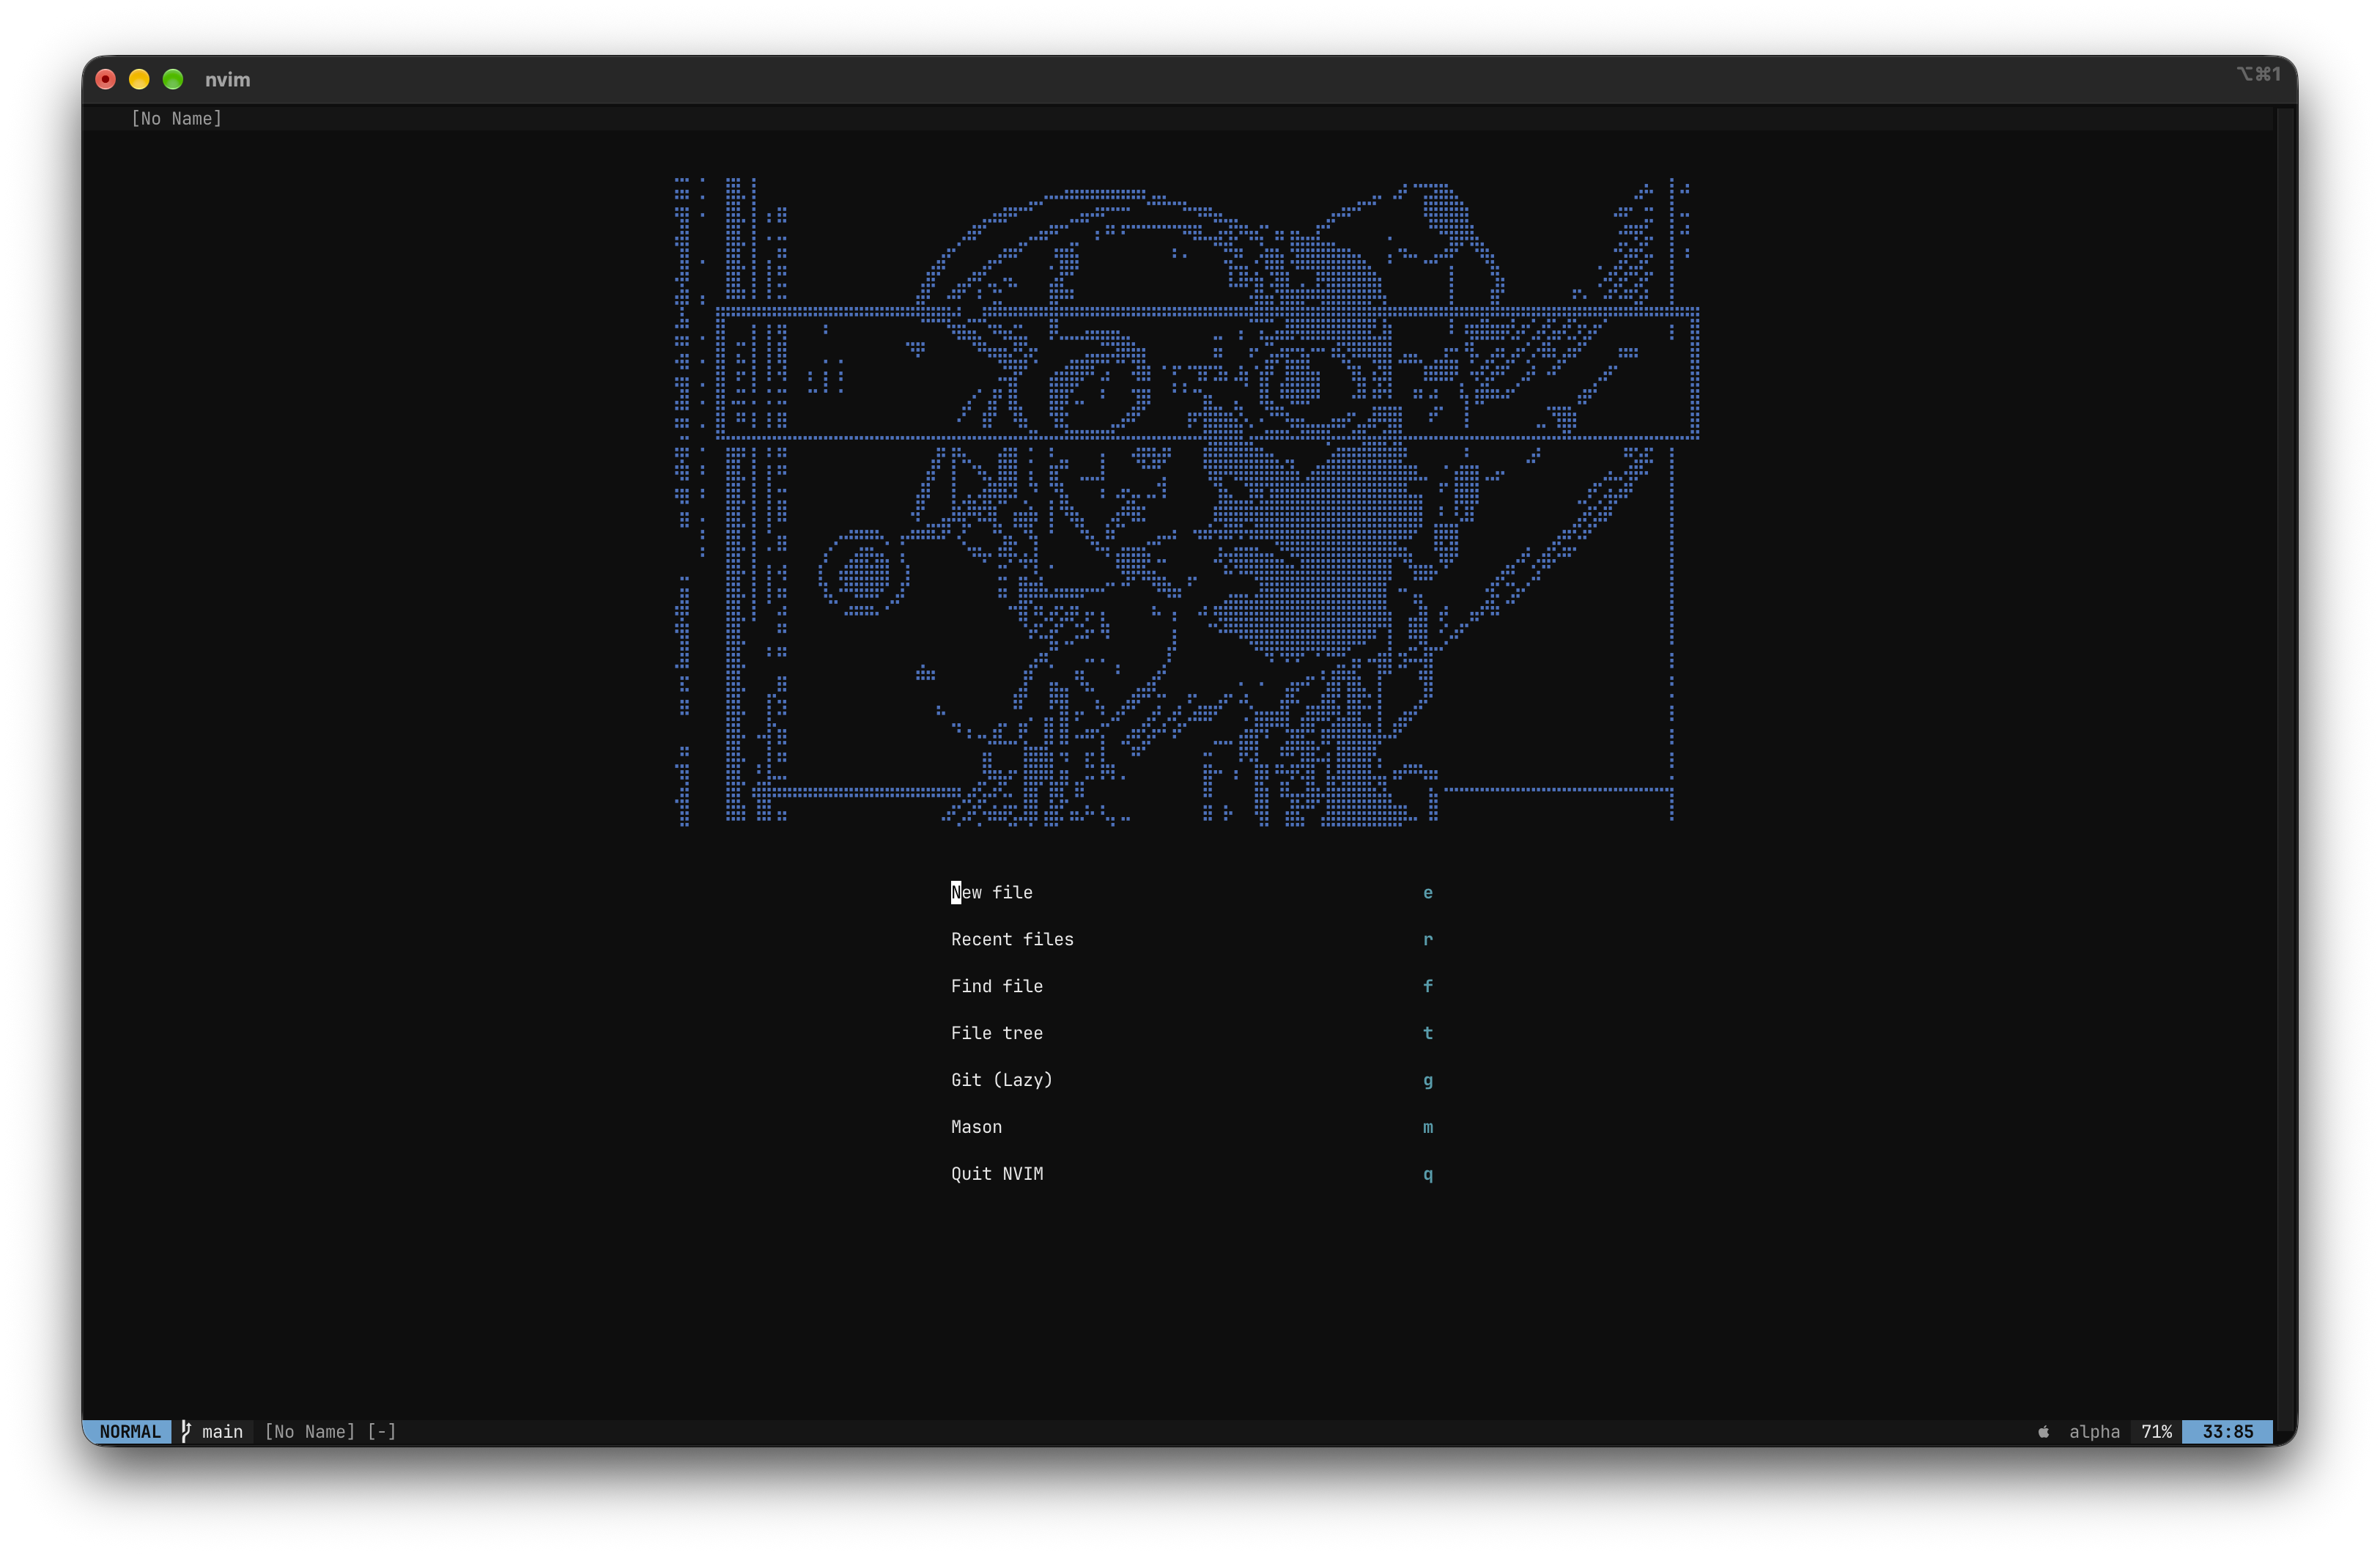 nvim
⌥⌘1
[No Name]
New file e
Recent files r
Find file f
File tree t
Git (Lazy) g
Mason m
Quit NVIM q
NORMAL main [No Name] [-] alpha 71% 33:85